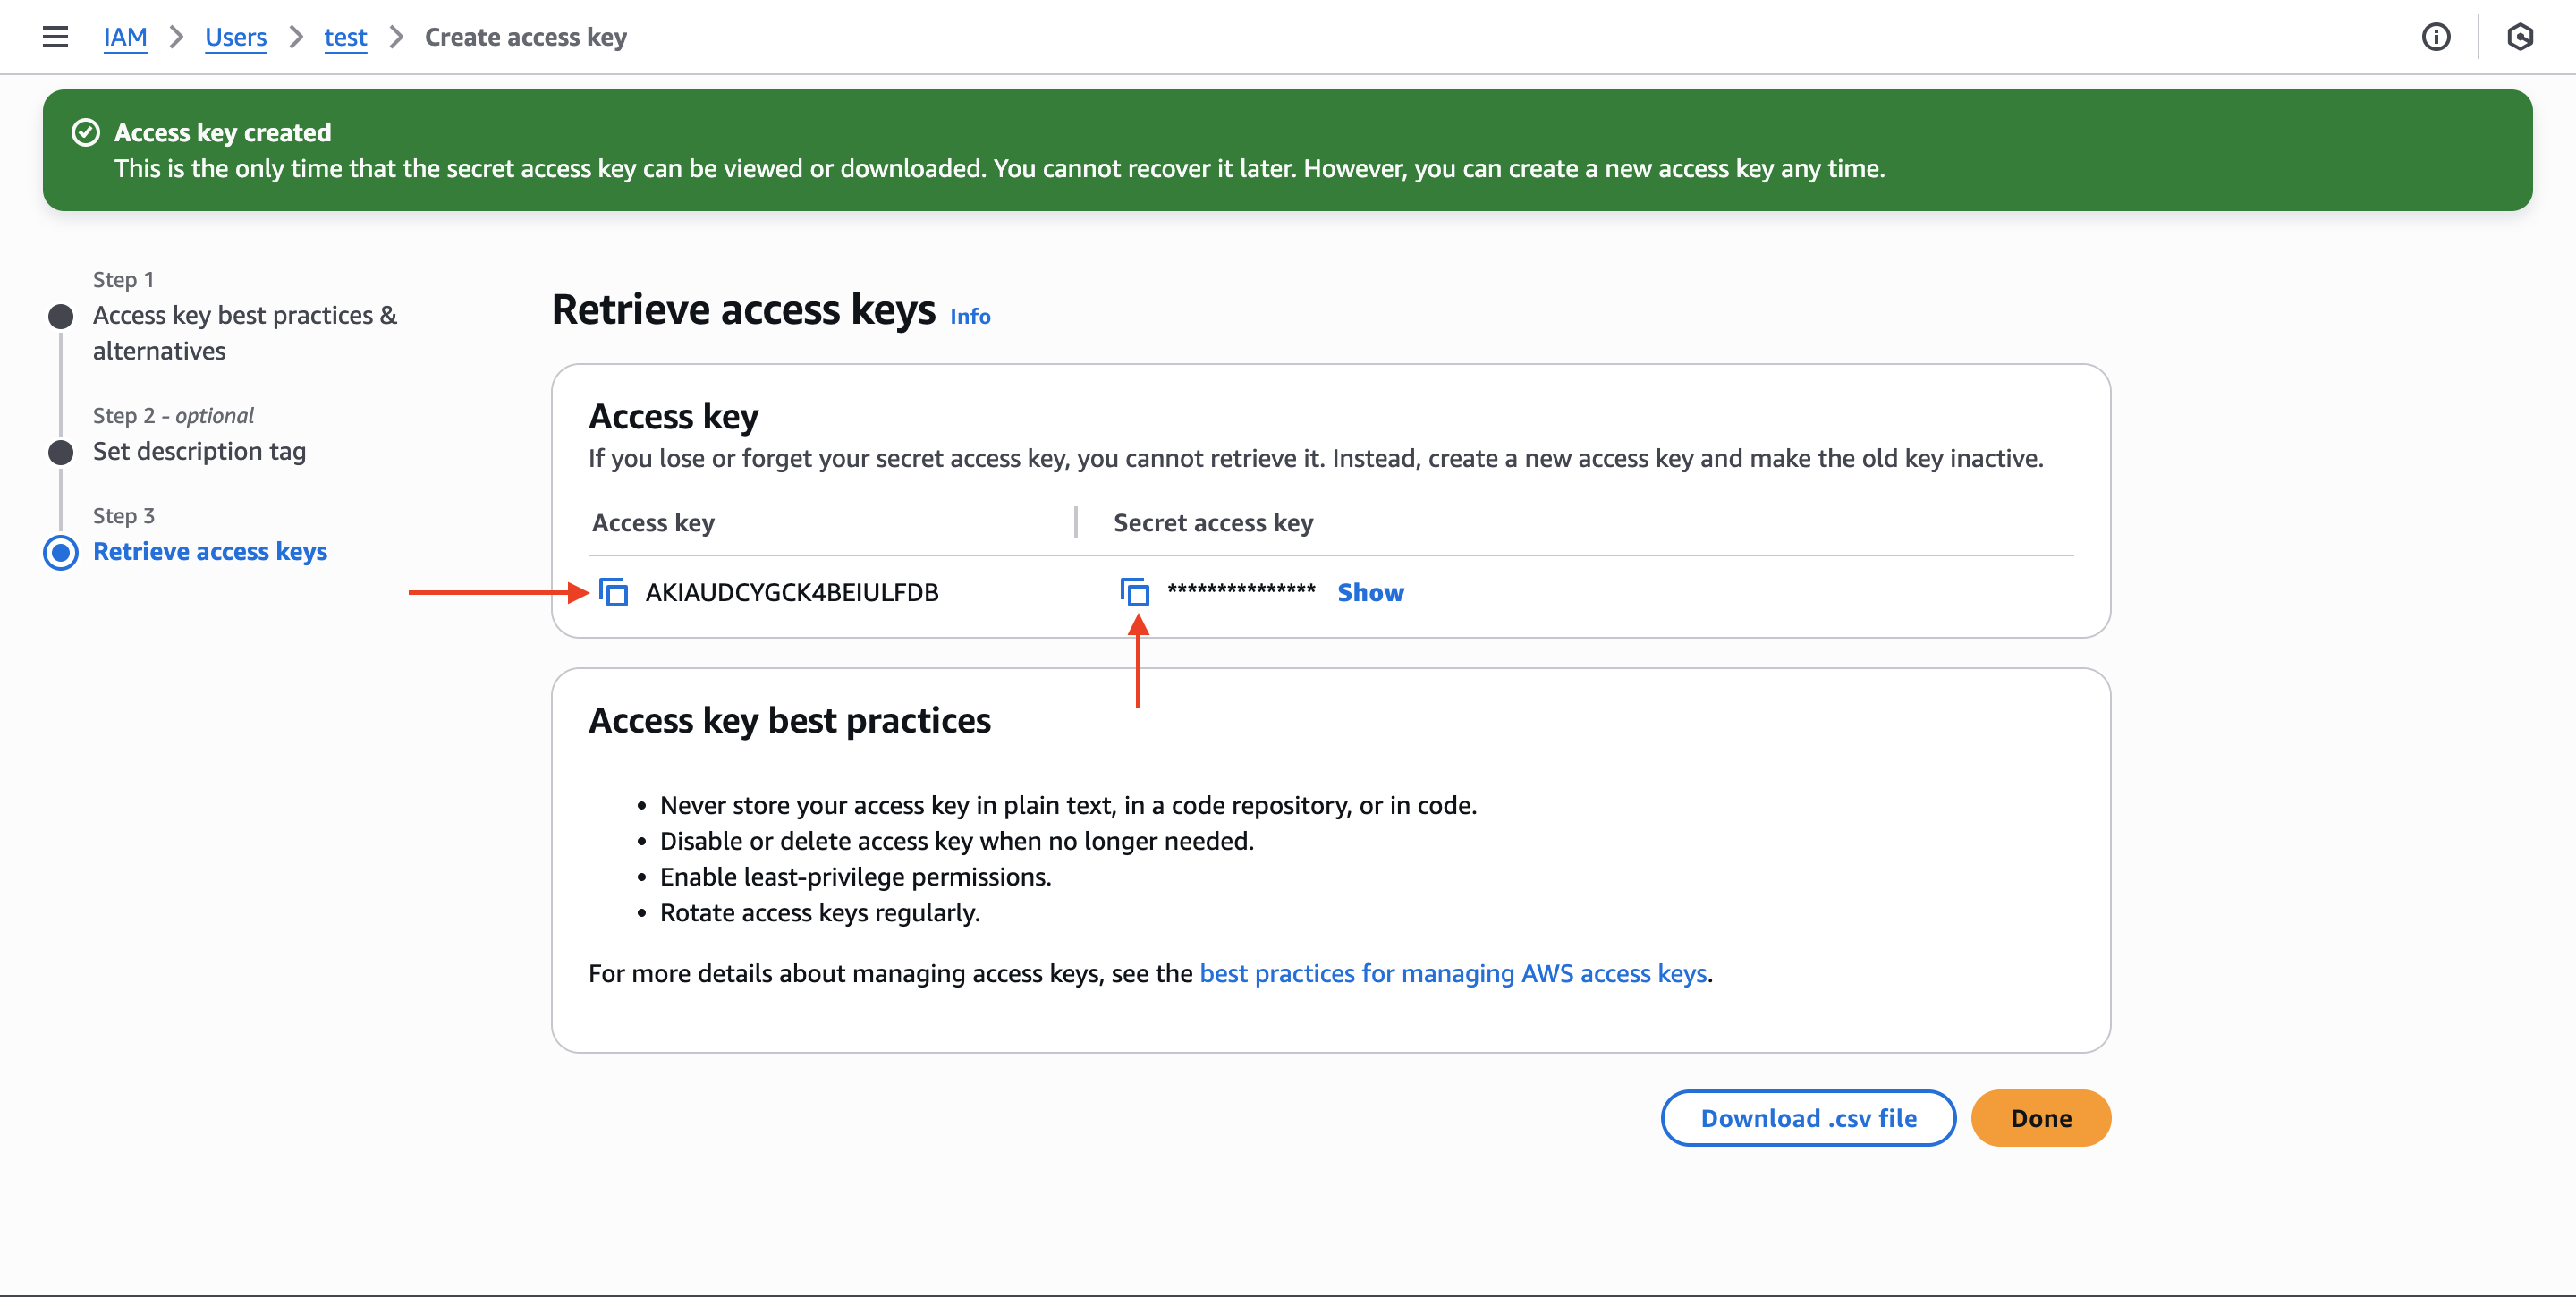 IAM > Users > test > Create access key
Access key created
This is the only time that the secret access key can be viewed or downloaded. You cannot recover it later. However, you can create a new access key any time.
Step 1
Access key best practices &
alternatives
Step 2 - optional
Set description tag
Step 3
Retrieve access keys
Retrieve access keys Info
Access key
If you lose or forget your secret access key, you cannot retrieve it. Instead, create a new access key and make the old key inactive.
Access key Secret access key
AKIAUDCYGCK4BEIULFDB *************** Show
Access key best practices
• Never store your access key in plain text, in a code repository, or in code.
• Disable or delete access key when no longer needed.
• Enable least-privilege permissions.
• Rotate access keys regularly.
For more details about managing access keys, see the best practices for managing AWS access keys.
Download .csv file Done